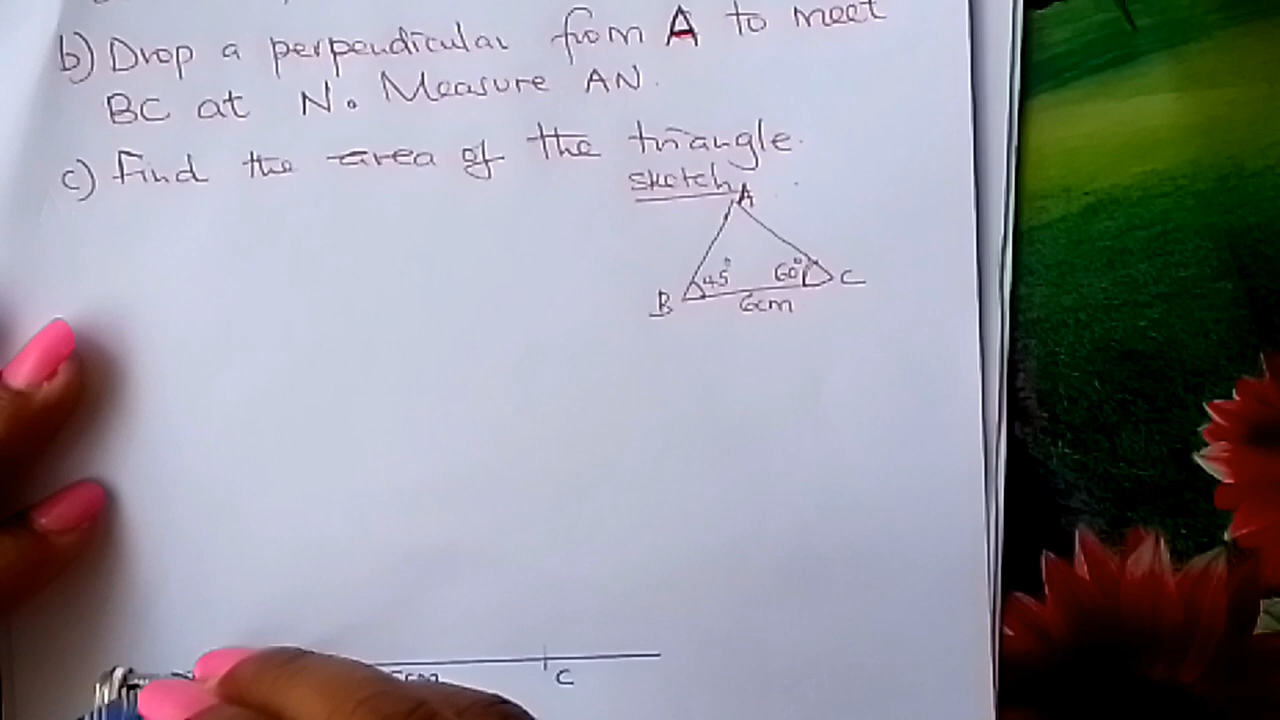 b) Drop a perpendicular from A to meet
BC at N. Measure AN.
c) Find the area of the triangle.
sketch
A
45° 60°
B 6cm C
C